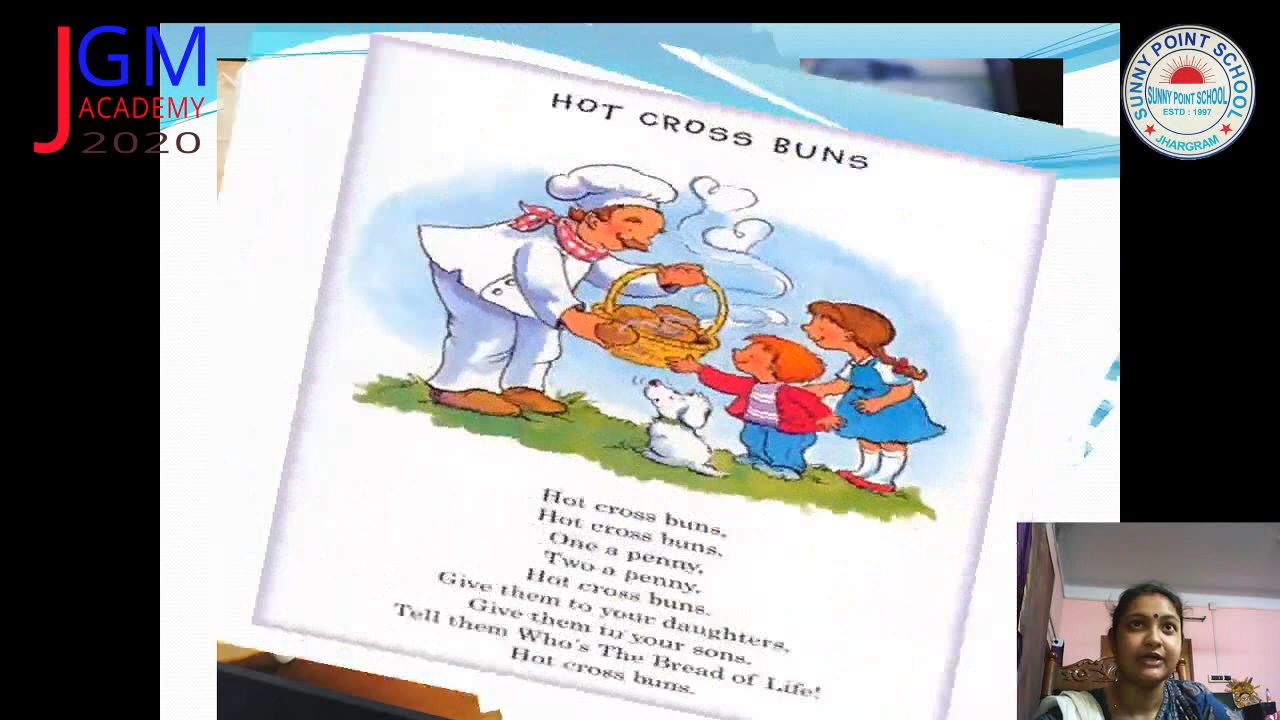 JGM
ACADEMY
2020
SUNNY POINT SCHOOL
SUNNY POINT SCHOOL
ESTD : 1997
JHARGRAM
HOT CROSS BUNS
Hot cross buns,
Hot cross buns,
One a penny,
Two a penny,
Hot cross buns.
Give them to your daughters,
Give them to your sons.
Tell them Who's The Bread of Life!
Hot cross buns.